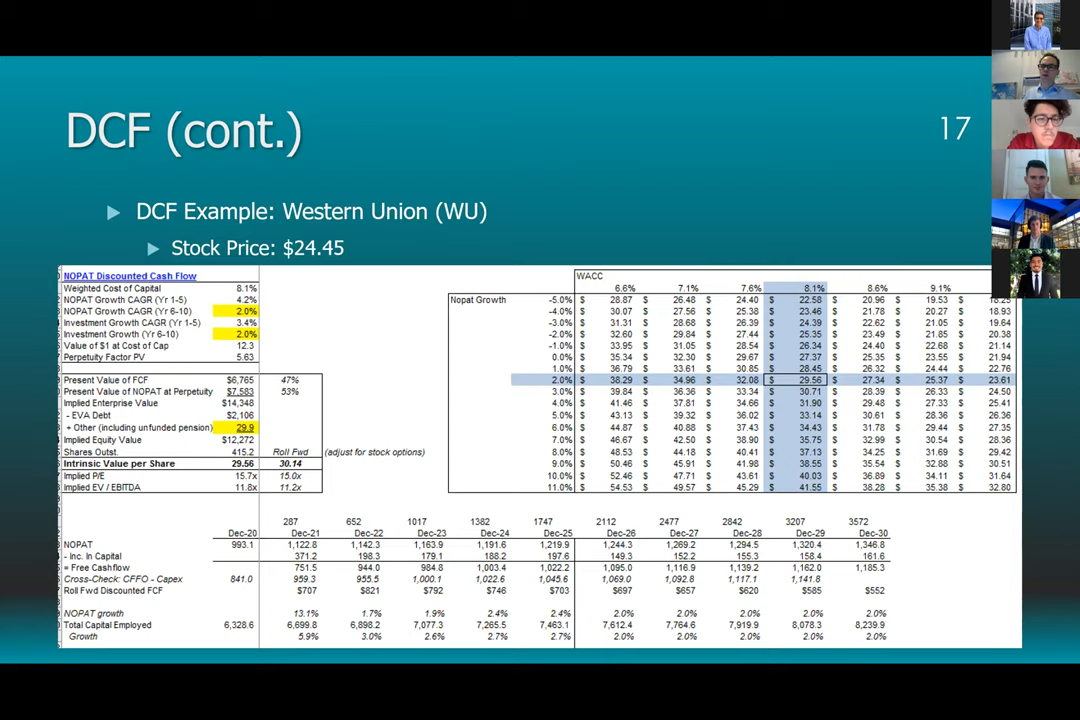 DCF (cont.)
17
DCF Example: Western Union (WU)
Stock Price: $24.45
NOPAT Discounted Cash Flow
Weighted Cost of Capital 8.1%
NOPAT Growth CAGR (Yr 1-5) 4.2%
NOPAT Growth CAGR (Yr 6-10) 2.0%
Investment Growth CAGR (Yr 1-5) 3.4%
Investment Growth (Yr 6-10) 2.0%
Value of $1 at Cost of Cap 12.3
Perpetuity Factor PV 5.63
Present Value of FCF $6,765 47%
Present Value of NOPAT at Perpetuity $7,583 53%
Implied Enterprise Value $14,348
- EVA Debt $2,106
+ Other (including unfunded pension) 29.9
Implied Equity Value $12,272
Shares Outst. 415.2 Roll Fwd (adjust for stock options)
Intrinsic Value per Share 29.56 30.14
Implied P/E 15.7x 15.0x
Implied EV / EBITDA 11.8x 11.2x
WACC
6.6% 7.1% 7.6% 8.1% 8.6% 9.1%
Nopat Growth -5.0% $ 28.87 $ 26.48 $ 24.40 $ 22.58 $ 20.96 $ 19.53 $ 18.25
-4.0% $ 30.07 $ 27.56 $ 25.38 $ 23.46 $ 21.78 $ 20.27 $ 18.93
-3.0% $ 31.31 $ 28.68 $ 26.39 $ 24.39 $ 22.62 $ 21.05 $ 19.64
-2.0% $ 32.60 $ 29.84 $ 27.44 $ 25.35 $ 23.49 $ 21.85 $ 20.38
-1.0% $ 33.95 $ 31.05 $ 28.54 $ 26.34 $ 24.40 $ 22.68 $ 21.14
0.0% $ 35.34 $ 32.30 $ 29.67 $ 27.37 $ 25.35 $ 23.55 $ 21.94
1.0% $ 36.79 $ 33.61 $ 30.85 $ 28.45 $ 26.32 $ 24.44 $ 22.76
2.0% $ 38.29 $ 34.96 $ 32.08 $ 29.56 $ 27.34 $ 25.37 $ 23.61
3.0% $ 39.84 $ 36.36 $ 33.34 $ 30.71 $ 28.39 $ 26.33 $ 24.50
4.0% $ 41.46 $ 37.81 $ 34.66 $ 31.90 $ 29.48 $ 27.33 $ 25.41
5.0% $ 43.13 $ 39.32 $ 36.02 $ 33.14 $ 30.61 $ 28.36 $ 26.36
6.0% $ 44.87 $ 40.88 $ 37.43 $ 34.43 $ 31.78 $ 29.44 $ 27.35
7.0% $ 46.67 $ 42.50 $ 38.90 $ 35.75 $ 32.99 $ 30.54 $ 28.36
8.0% $ 48.53 $ 44.18 $ 40.41 $ 37.13 $ 34.25 $ 31.69 $ 29.42
9.0% $ 50.46 $ 45.91 $ 41.98 $ 38.55 $ 35.54 $ 32.88 $ 30.51
10.0% $ 52.46 $ 47.71 $ 43.61 $ 40.03 $ 36.89 $ 34.11 $ 31.64
11.0% $ 54.53 $ 49.57 $ 45.29 $ 41.55 $ 38.28 $ 35.38 $ 32.80
287 652 1017 1382 1747 2112 2477 2842 3207 3572
Dec-20 Dec-21 Dec-22 Dec-23 Dec-24 Dec-25 Dec-26 Dec-27 Dec-28 Dec-29 Dec-30
NOPAT 993.1 1,122.8 1,142.3 1,163.9 1,191.6 1,219.9 1,244.3 1,269.2 1,294.5 1,320.4 1,346.8
- Inc. In Capital 371.2 198.3 179.1 188.2 197.6 149.3 152.2 155.3 158.4 161.6
= Free Cashflow 751.5 944.0 984.8 1,003.4 1,022.2 1,095.0 1,116.9 1,139.2 1,162.0 1,185.3
Cross-Check: CFFO - Capex 841.0 959.3 955.5 1,000.1 1,022.6 1,045.6 1,069.0 1,092.8 1,117.1 1,141.8
Roll Fwd Discounted FCF $707 $821 $792 $746 $703 $697 $657 $620 $585 $552
NOPAT growth 13.1% 1.7% 1.9% 2.4% 2.4% 2.0% 2.0% 2.0% 2.0% 2.0%
Total Capital Employed 6,328.6 6,699.8 6,898.2 7,077.3 7,265.5 7,463.1 7,612.4 7,764.6 7,919.9 8,078.3 8,239.9
Growth 5.9% 3.0% 2.6% 2.7% 2.7% 2.0% 2.0% 2.0% 2.0% 2.0%